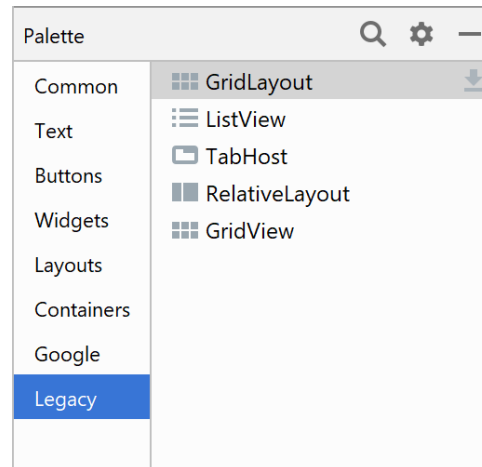 Palette
Common
Text
Buttons
Widgets
Layouts
Containers
Google
Legacy
GridLayout
ListView
TabHost
RelativeLayout
GridView